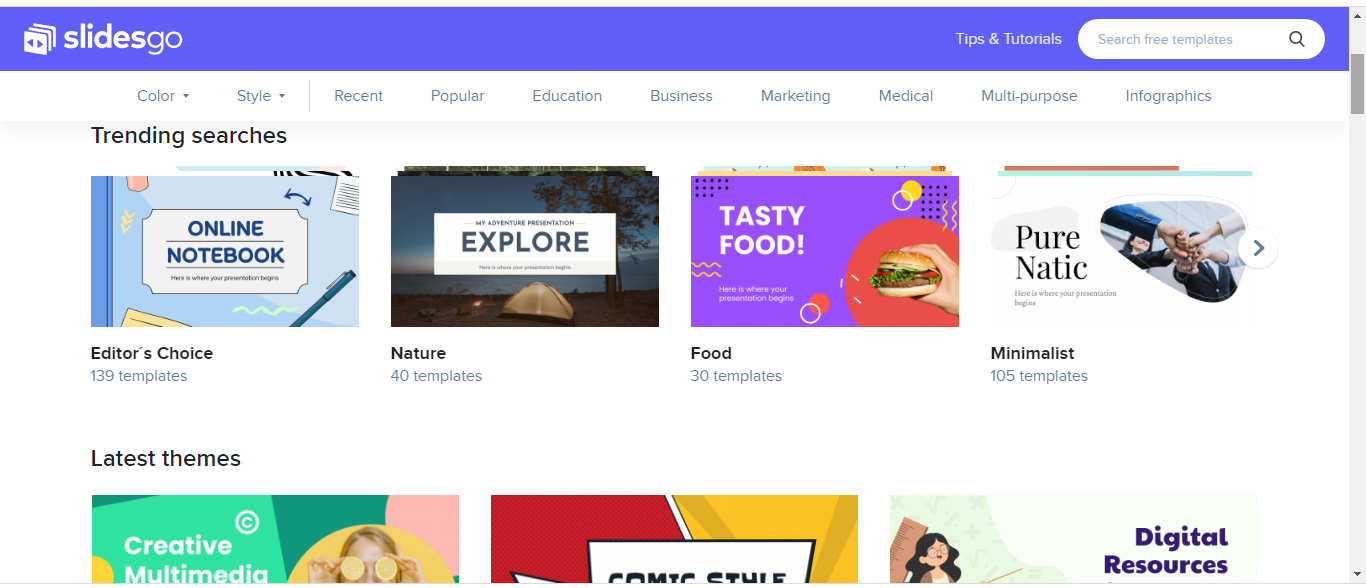 slidesgo
Tips & Tutorials
Search free templates
Color
Style
Recent
Popular
Education
Business
Marketing
Medical
Multi-purpose
Infographics
Trending searches
ONLINE
NOTEBOOK
Here is where your presentation begins
MY ADVENTURE PRESENTATION
EXPLORE
Here is where your presentation begins
TASTY
FOOD!
Here is where your
presentation begins
Pure
Natic
Here is where your presentation
begins
Editor´s Choice
139 templates
Nature
40 templates
Food
30 templates
Minimalist
105 templates
Latest themes
©
Creative
Multimedia
COMIC STYLE
Digital
Resources